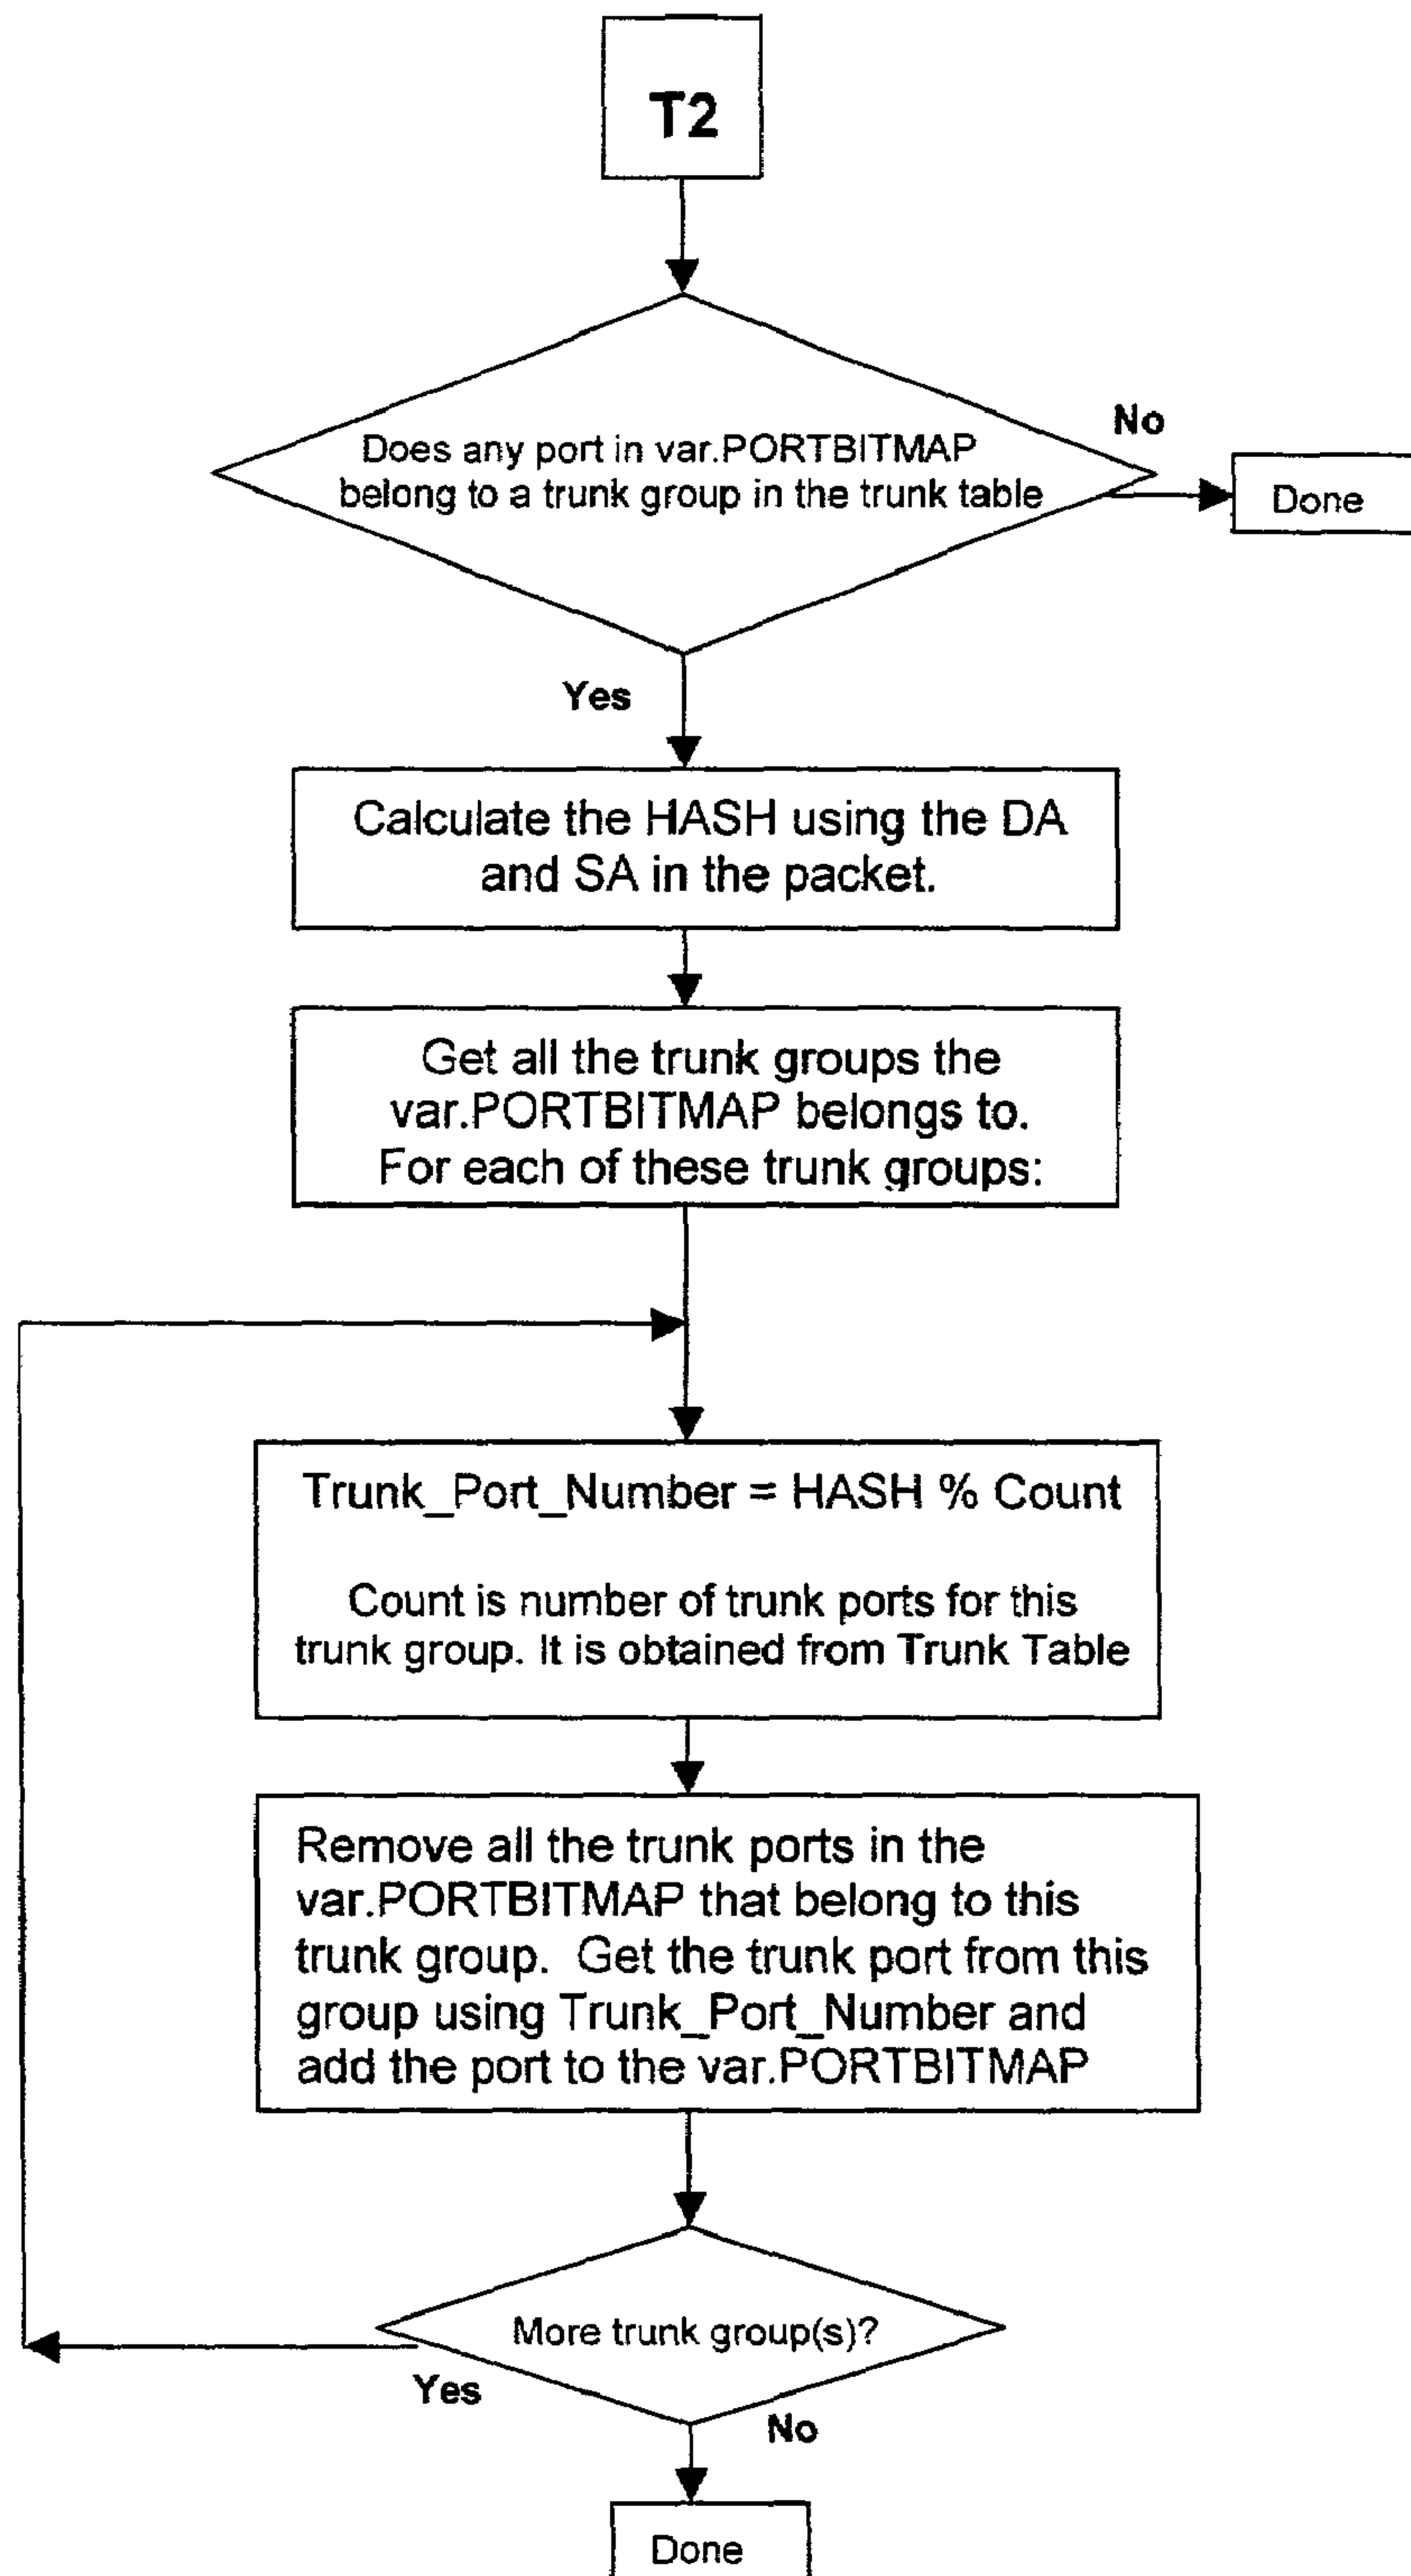 T2
Does any port in var.PORTBITMAP
belong to a trunk group in the trunk table
No
Done
Yes
Calculate the HASH using the DA
and SA in the packet.
Get all the trunk groups the
var.PORTBITMAP belongs to.
For each of these trunk groups:
Trunk_Port_Number = HASH % Count
Count is number of trunk ports for this
trunk group. It is obtained from Trunk Table
Remove all the trunk ports in the
var.PORTBITMAP that belong to this
trunk group. Get the trunk port from this
group using Trunk_Port_Number and
add the port to the var.PORTBITMAP
More trunk group(s)?
Yes
No
Done